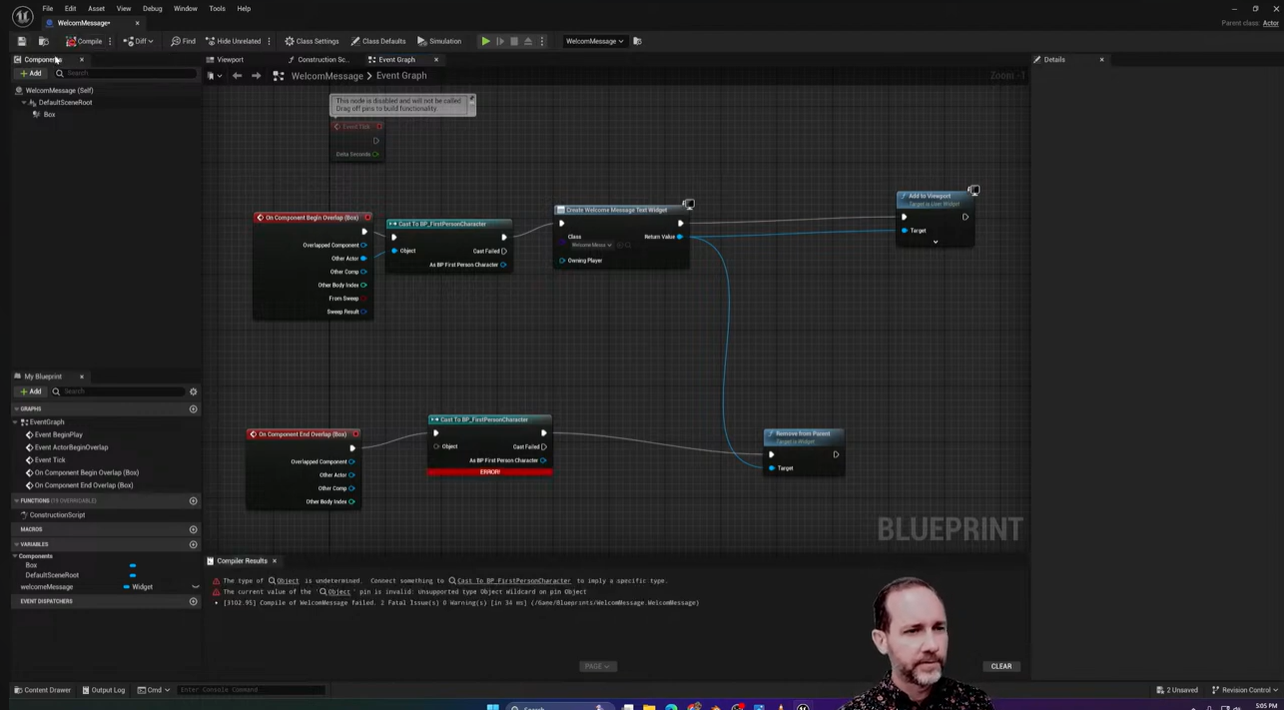 File Edit Asset View Debug Window Tools Help
WelcomMessage•
Parent class: Actor
Compile Diff Find Hide Unrelated Class Settings Class Defaults Simulation WelcomMessage
Components
Add Search
WelcomMessage (Self)
DefaultSceneRoot
Box
Viewport Construction Sc... Event Graph
WelcomMessage > Event Graph
Zoom -1
Details
This node is disabled and will not be called.
Drag off pins to build functionality.
Event Tick
Delta Seconds
On Component Begin Overlap (Box)
Overlapped Component
Other Actor
Other Comp
Other Body Index
From Sweep
Sweep Result
Cast To BP_FirstPersonCharacter
Object Cast Failed
As BP First Person Character
Create Welcome Message Text Widget
Class Return Value
Welcome Messa
Owning Player
Add to Viewport
Target is User Widget
Target
On Component End Overlap (Box)
Overlapped Component
Other Actor
Other Comp
Other Body Index
Cast To BP_FirstPersonCharacter
Object Cast Failed
As BP First Person Character
ERROR!
Remove from Parent
Target is Widget
Target
BLUEPRINT
My Blueprint
Add Search
GRAPHS
EventGraph
Event BeginPlay
Event ActorBeginOverlap
Event Tick
On Component Begin Overlap (Box)
On Component End Overlap (Box)
FUNCTIONS (19 OVERRIDABLE)
ConstructionScript
MACROS
VARIABLES
Components
Box
DefaultSceneRoot
welcomeMessage Widget
EVENT DISPATCHERS
Compiler Results
The type of Object is undetermined. Connect something to Cast To BP_FirstPersonCharacter to imply a specific type.
The current value of the ' Object ' pin is invalid: Unsupported type Object Wildcard on pin Object
[3102.95] Compile of WelcomMessage failed. 2 Fatal Issue(s) 0 Warning(s) [in 34 ms] (/Game/Blueprints/WelcomMessage.WelcomMessage)
PAGE
CLEAR
Content Drawer Output Log Cmd Enter Console Command
2 Unsaved Revision Control
Search
5:05 PM